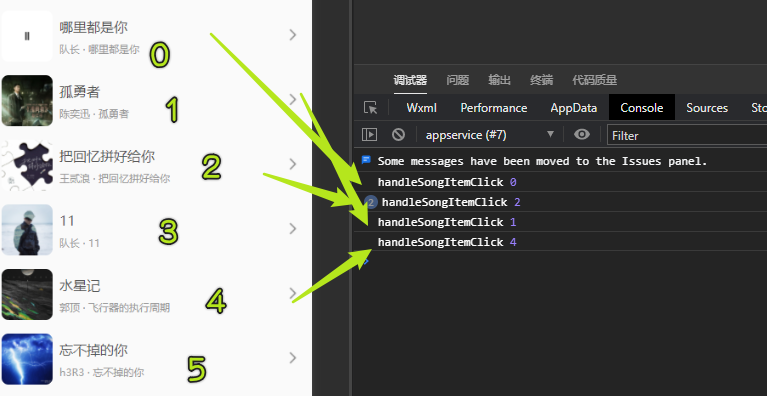 哪里都是你
队长 · 哪里都是你
0
孤勇者
陈奕迅 · 孤勇者
1
把回忆拼好给你
王贰浪 · 把回忆拼好给你
2
11
队长 · 11
3
水星记
郭顶 · 飞行器的执行周期
4
忘不掉的你
h3R3 · 忘不掉的你
5
调试器 问题 输出 终端 代码质量
Wxml Performance AppData Console Sources Sto
appservice (#7) Filter
Some messages have been moved to the Issues panel.
handleSongItemClick 0
2 handleSongItemClick 2
handleSongItemClick 1
handleSongItemClick 4